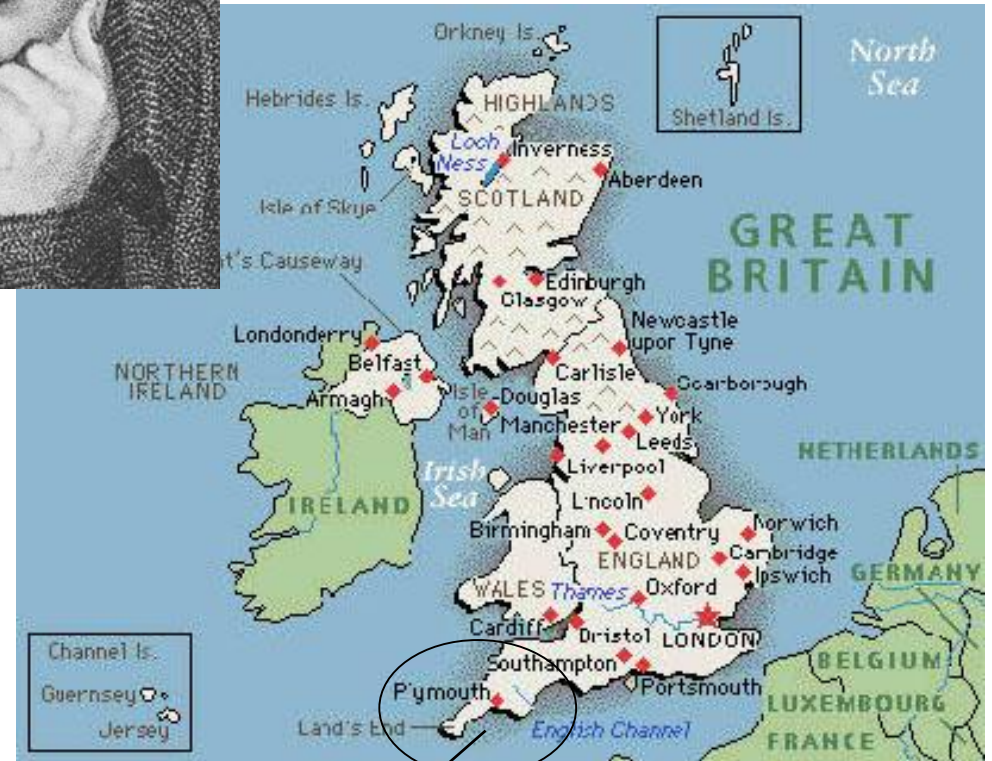 Orkney Is.
North
Sea
Hebrides Is.
HIGHLANDS
Shetland Is.
Loch
Ness
Inverness
Aberdeen
Isle of Skye
SCOTLAND
GREAT
BRITAIN
t's Causeway
Edinburgh
Glasgow
Newcastle
upor Tyne
Londonderry
Belfast
NORTHERN
IRELAND
Carlisle
Scarborough
Armagh
Isle
of
Man
Douglas
York
Manchester
Leeds
NETHERLANDS
Irish
Sea
Liverpool
IRELAND
Lincoln
Birmingham
Coventry
Norwich
ENGLAND
Cambridge
Ipswich
GERMANY
WALES
Thames
Oxford
Cardiff
Bristol
LONDON
Channel Is.
Southampton
BELGIUM
Guernsey
Plymouth
Portsmouth
LUXEMBOURG
Jersey
Land's End
English Channel
FRANCE